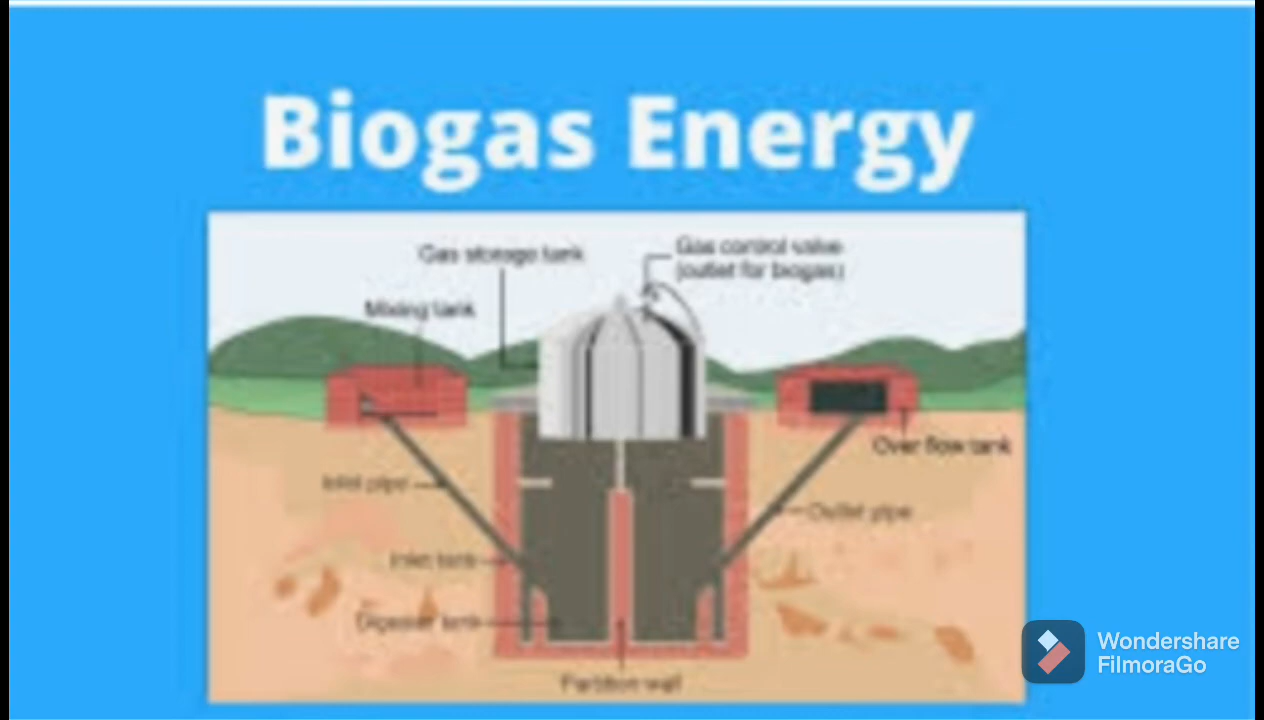 Biogas Energy
Gas storage tank
Gas control valve
(outlet for biogas)
Mixing tank
Over flow tank
Inlet pipe
Outlet pipe
Inlet tank
Digester tank
Partition wall
Wondershare
FilmoraGo